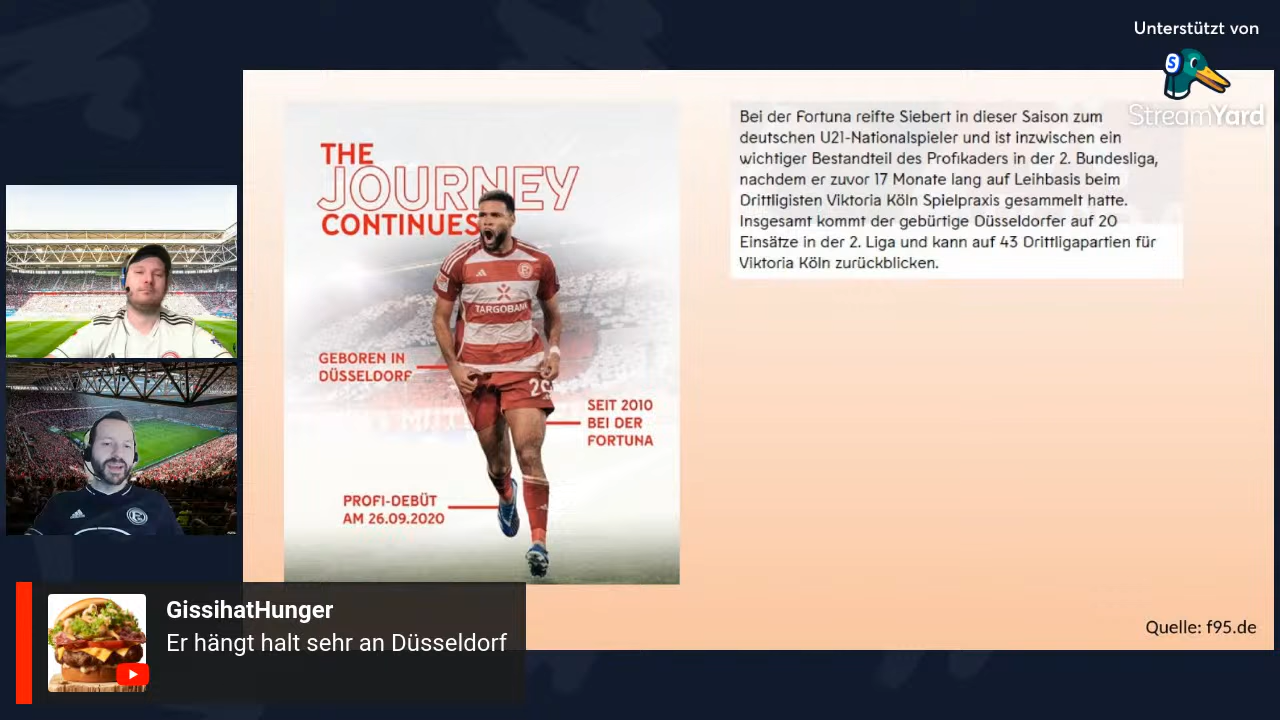 Unterstützt von
StreamYard
THE
JOURNEY
CONTINUES
TARGOBANK
GEBOREN IN
DÜSSELDORF
SEIT 2010
BEI DER
FORTUNA
PROFI-DEBÜT
AM 26.09.2020
Bei der Fortuna reifte Siebert in dieser Saison zum
deutschen U21-Nationalspieler und ist inzwischen ein
wichtiger Bestandteil des Profikaders in der 2. Bundesliga,
nachdem er zuvor 17 Monate lang auf Leihbasis beim
Drittligisten Viktoria Köln Spielpraxis gesammelt hatte.
Insgesamt kommt der gebürtige Düsseldorfer auf 20
Einsätze in der 2. Liga und kann auf 43 Drittligapartien für
Viktoria Köln zurückblicken.
Quelle: f95.de
GissihatHunger
Er hängt halt sehr an Düsseldorf